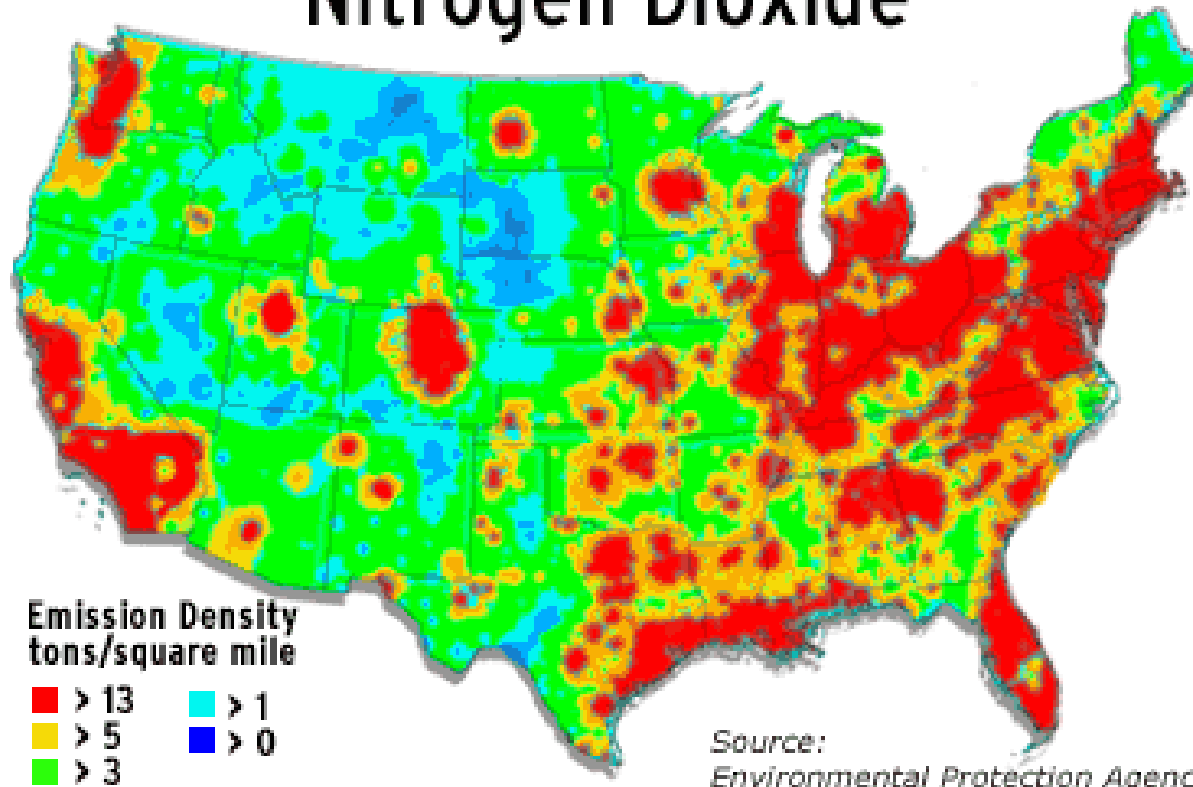 Nitrogen Dioxide
Emission Density
tons/square mile
> 13
> 5
> 3
> 1
> 0
Source:
Environmental Protection Agenc